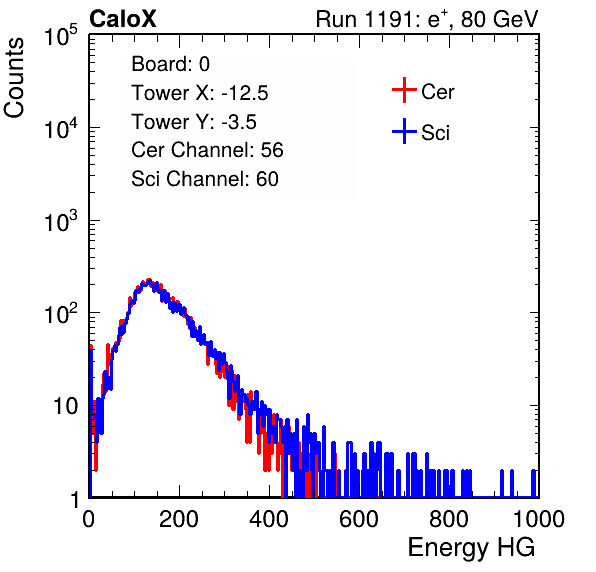 CaloX Run 1191: e⁺, 80 GeV
Counts
10⁵
10⁴
10³
10²
10
1
Board: 0
Tower X: -12.5
Tower Y: -3.5
Cer Channel: 56
Sci Channel: 60
Cer
Sci
0 200 400 600 800 1000
Energy HG